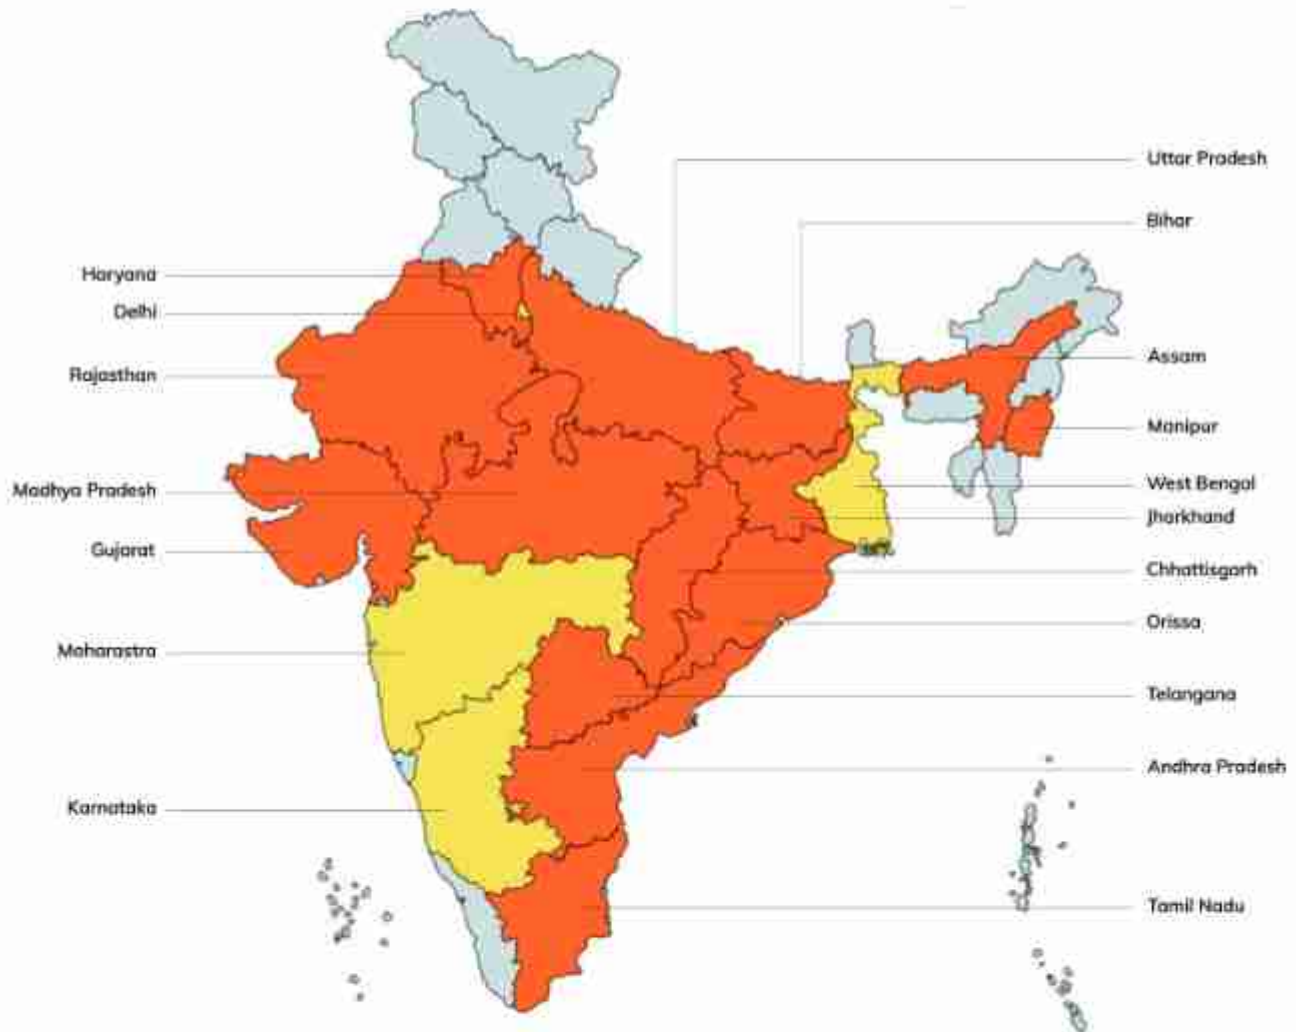 Uttar Pradesh
Bihar
Haryana
Delhi
Rajasthan
Assam
Manipur
Madhya Pradesh
West Bengal
Jharkhand
Gujarat
Chhattisgarh
Orissa
Maharastra
Telangana
Andhra Pradesh
Karnataka
Tamil Nadu